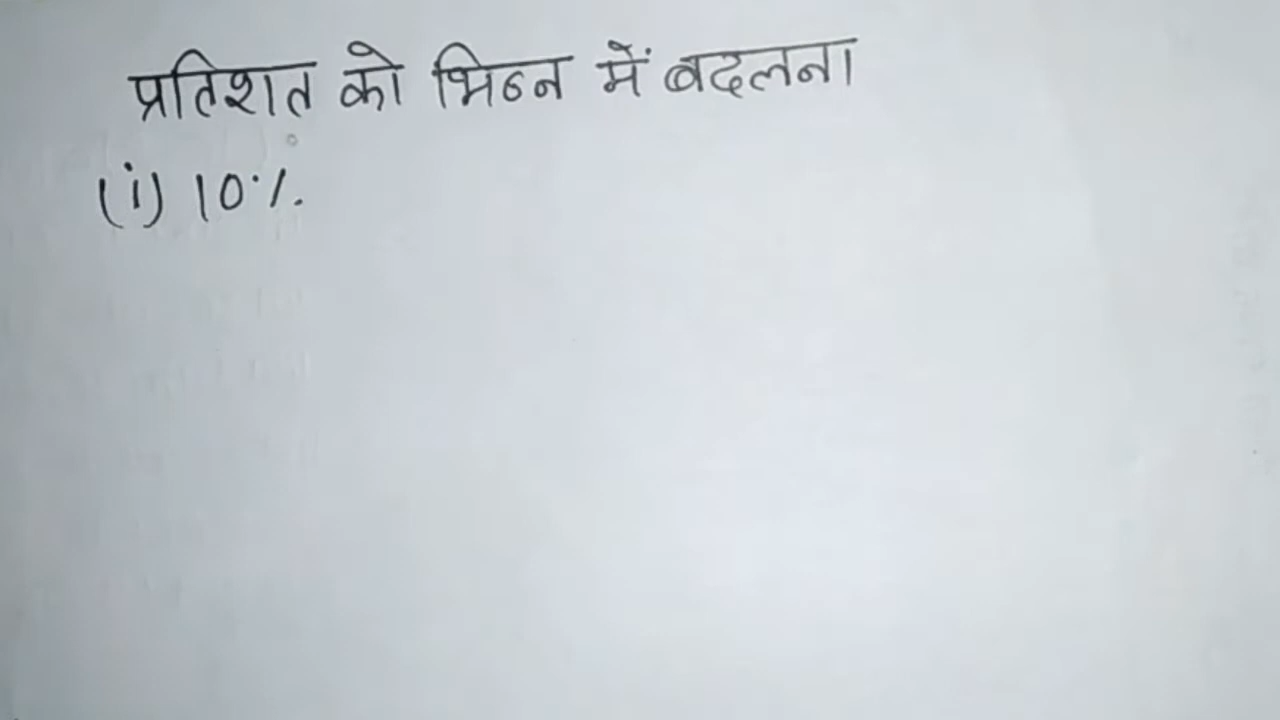 प्रतिशत को भिन्न में बदलना
(i) 10%